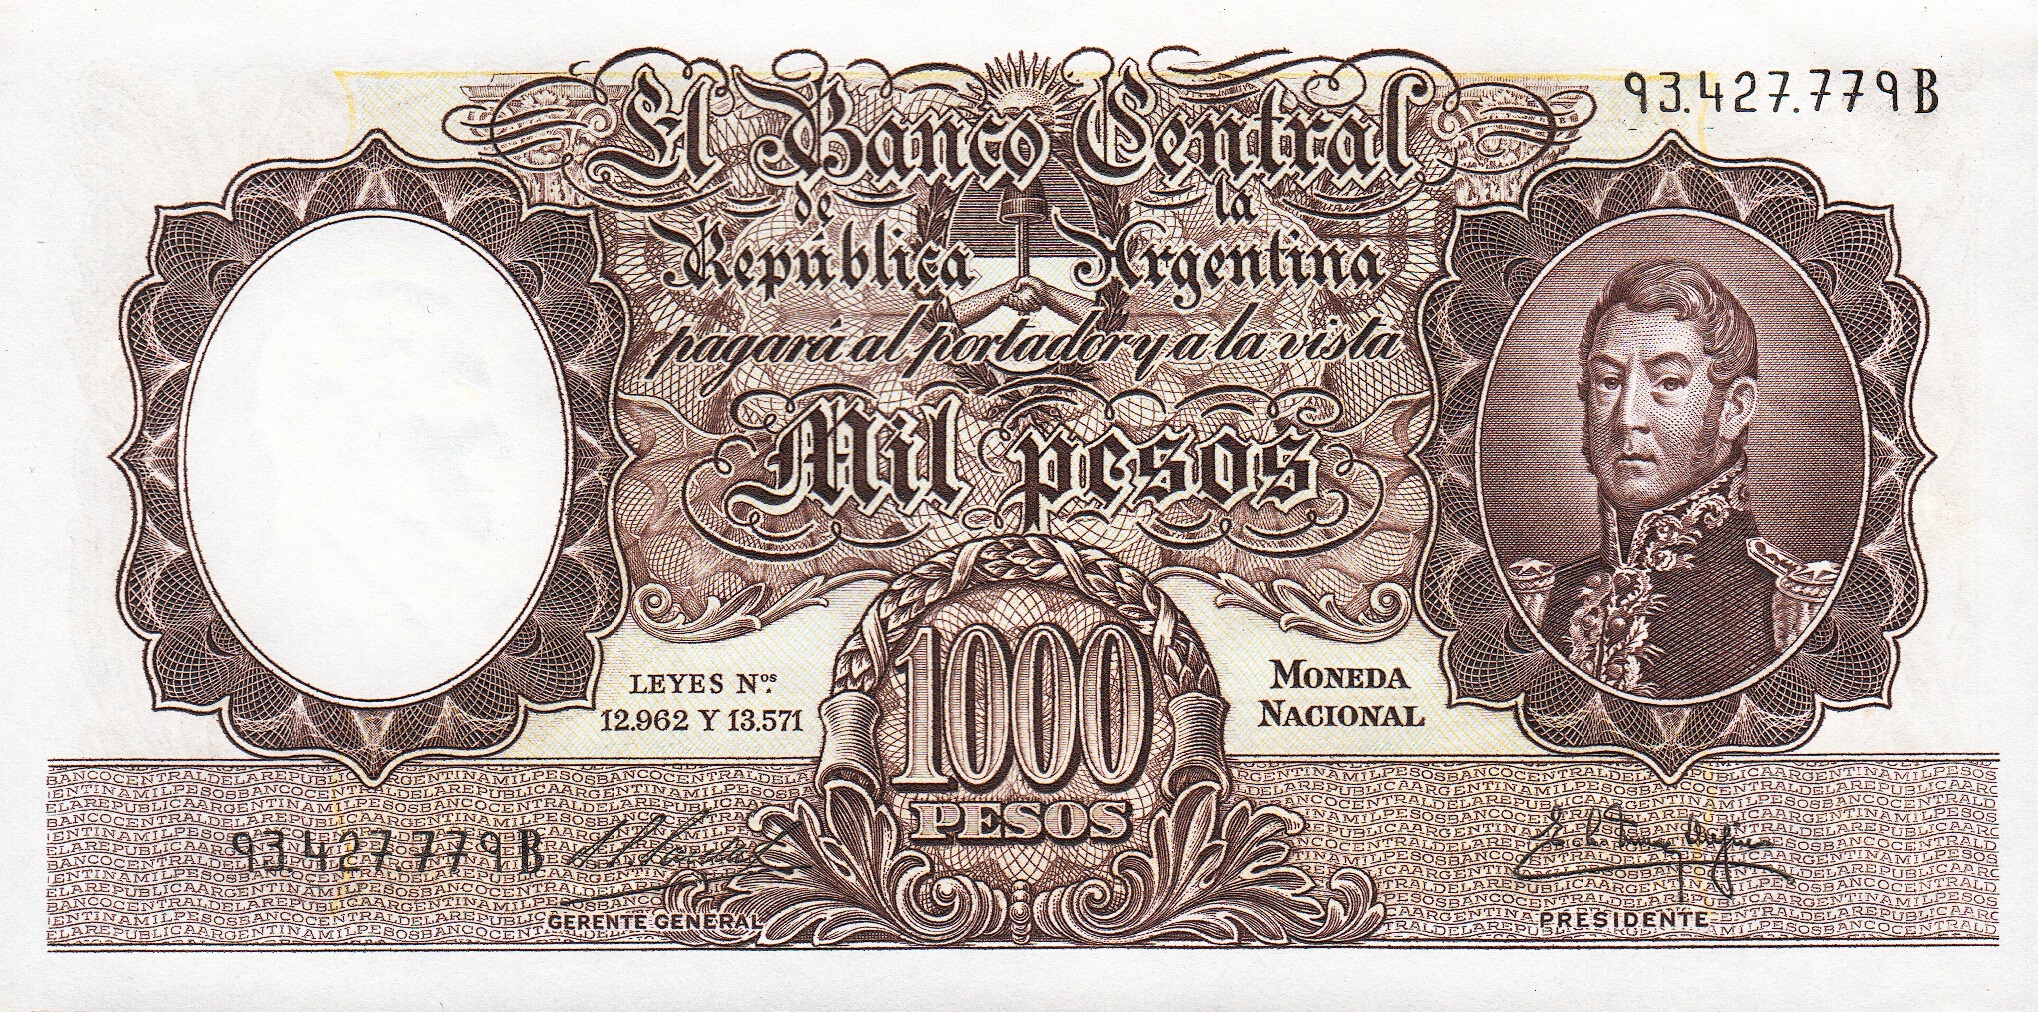 93.427.779B
El Banco Central
de la
República Argentina
pagará al portador y a la vista
Mil pesos
LEYES Nos.
12.962 Y 13.571
1000
PESOS
MONEDA
NACIONAL
93.427.779B
GERENTE GENERAL
PRESIDENTE
BANCOCENTRALDELAREPUBLICAARGENTINAMILPESOS